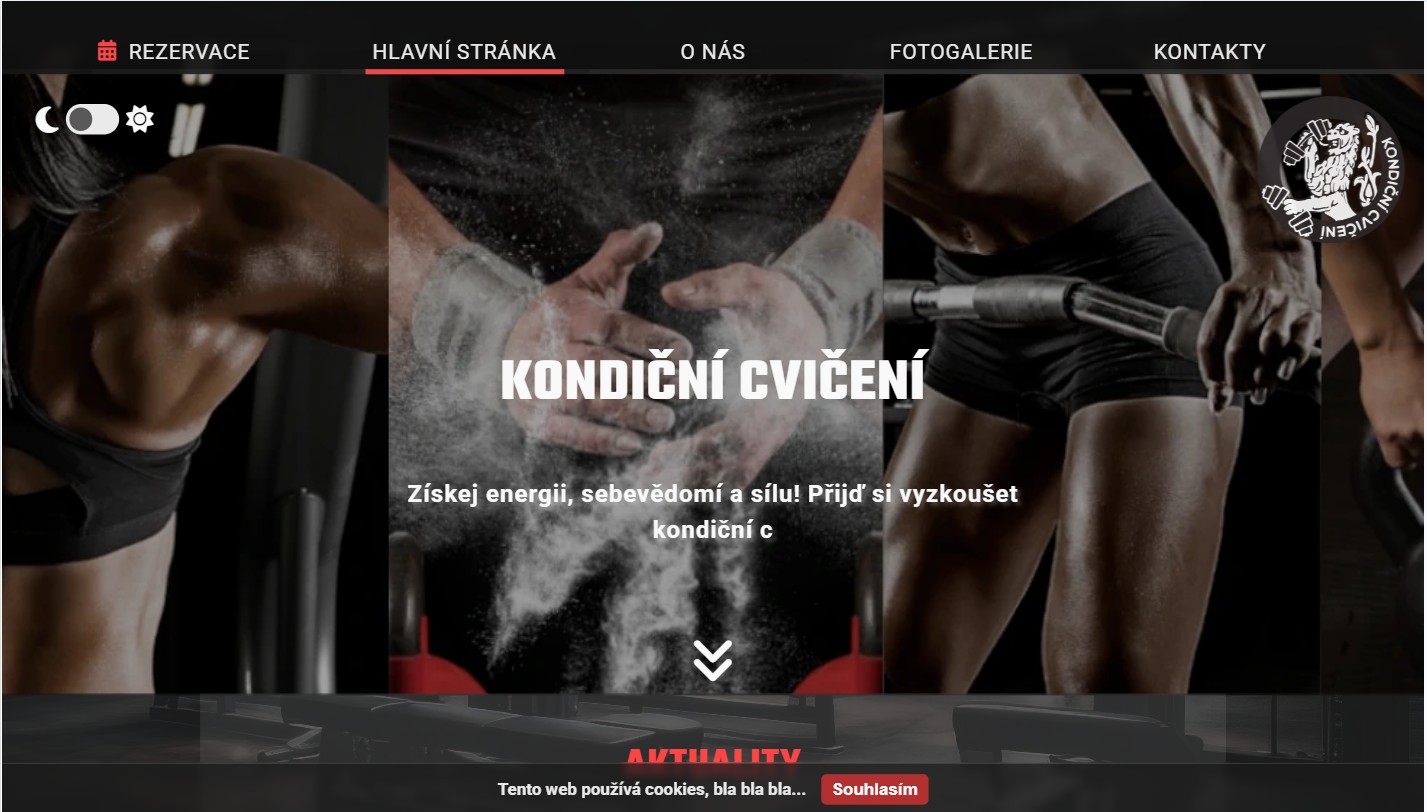 REZERVACE
HLAVNÍ STRÁNKA
O NÁS
FOTOGALERIE
KONTAKTY
KONDIČNÍ CVIČENÍ
KONDIČNÍ CVIČENÍ
Získej energii, sebevědomí a sílu! Přijď si vyzkoušet
kondiční c
AKTUALITY
Tento web používá cookies, bla bla bla...
Souhlasím